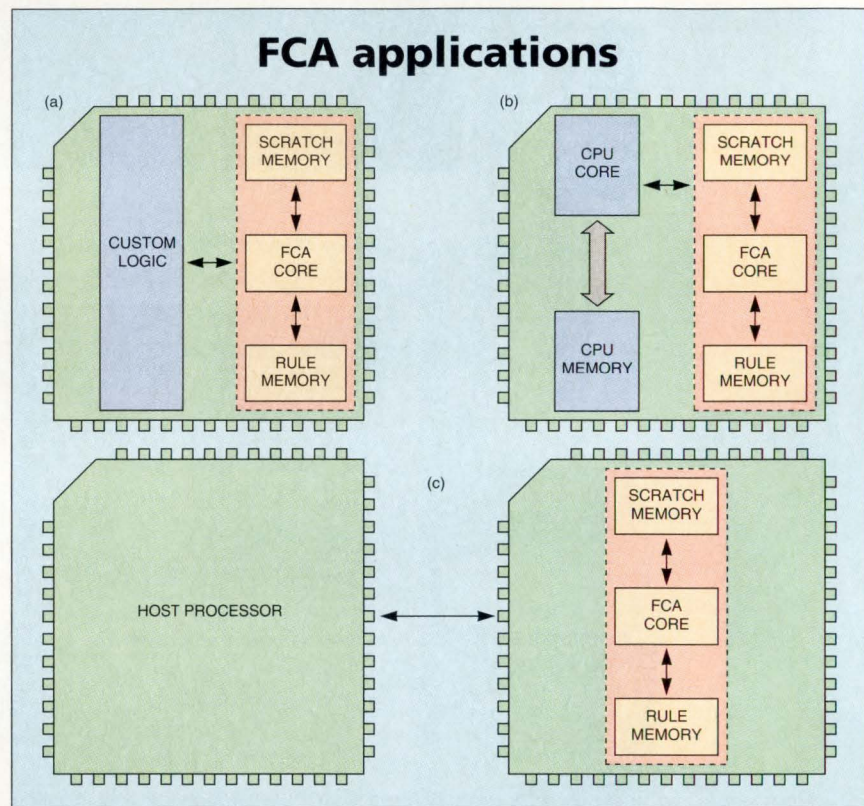 FCA applications
(a)
CUSTOM
LOGIC
SCRATCH
MEMORY
FCA
CORE
RULE
MEMORY
(b)
CPU
CORE
CPU
MEMORY
SCRATCH
MEMORY
FCA
CORE
RULE
MEMORY
(c)
HOST PROCESSOR
SCRATCH
MEMORY
FCA
CORE
RULE
MEMORY